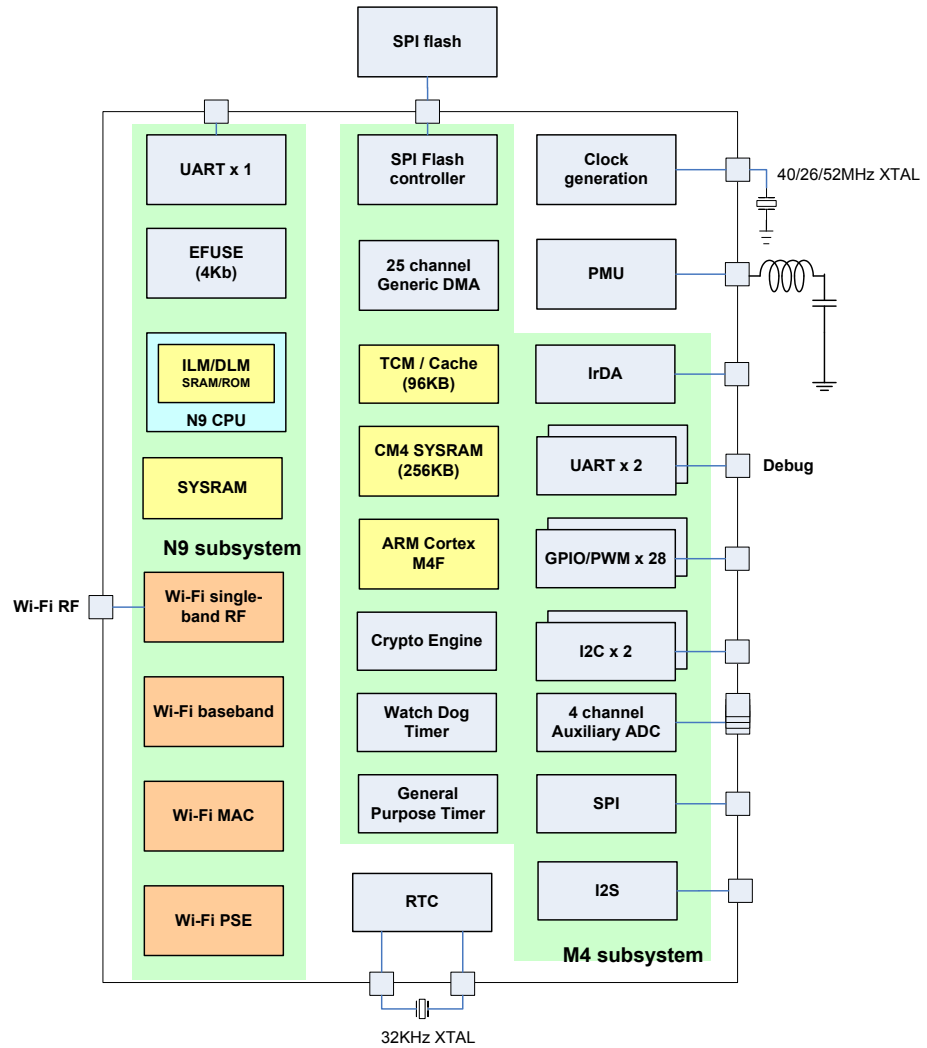 SPI flash
UART x 1
SPI Flash
controller
Clock
generation
40/26/52MHz XTAL
EFUSE
(4Kb)
25 channel
Generic DMA
PMU
ILM/DLM
SRAM/ROM
N9 CPU
TCM / Cache
(96KB)
IrDA
SYSRAM
CM4 SYSRAM
(256KB)
UART x 2
Debug
N9 subsystem
ARM Cortex
M4F
GPIO/PWM x 28
Wi-Fi RF
Wi-Fi single-
band RF
Crypto Engine
I2C x 2
Wi-Fi baseband
Watch Dog
Timer
4 channel
Auxiliary ADC
Wi-Fi MAC
General
Purpose Timer
SPI
Wi-Fi PSE
RTC
I2S
M4 subsystem
32KHz XTAL